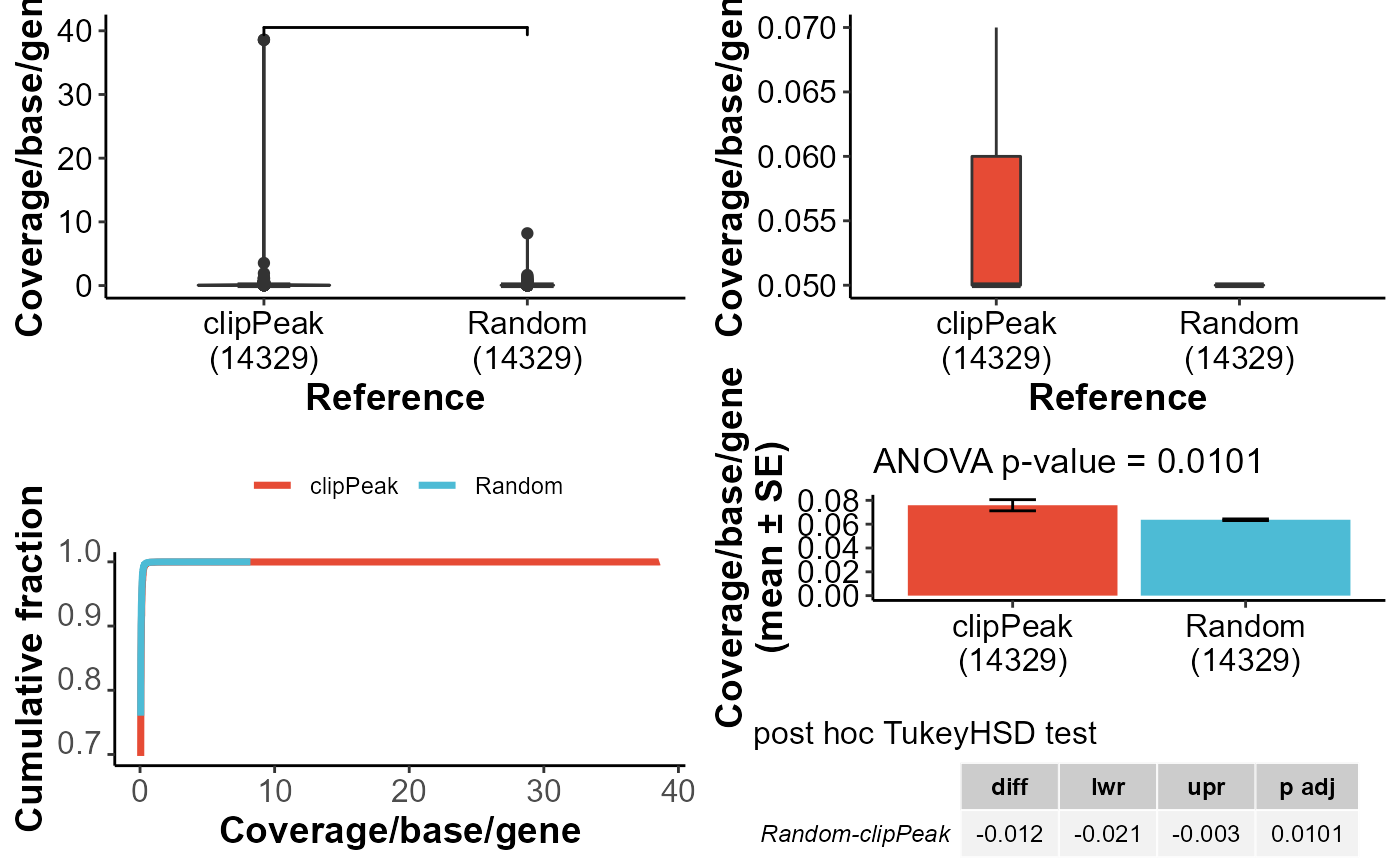 Coverage/base/gen
40
30
20
10
0
clipPeak
(14329)
Random
(14329)
Reference
Coverage/base/gen
0.070
0.065
0.060
0.055
0.050
clipPeak
(14329)
Random
(14329)
Reference
clipPeak Random
Cumulative fraction
1.0
0.9
0.8
0.7
0 10 20 30 40
Coverage/base/gene
Coverage/base/gene
(mean ± SE)
ANOVA p-value = 0.0101
0.08
0.06
0.04
0.02
0.00
clipPeak
(14329)
Random
(14329)
post hoc TukeyHSD test
diff lwr upr p adj
Random-clipPeak -0.012 -0.021 -0.003 0.0101